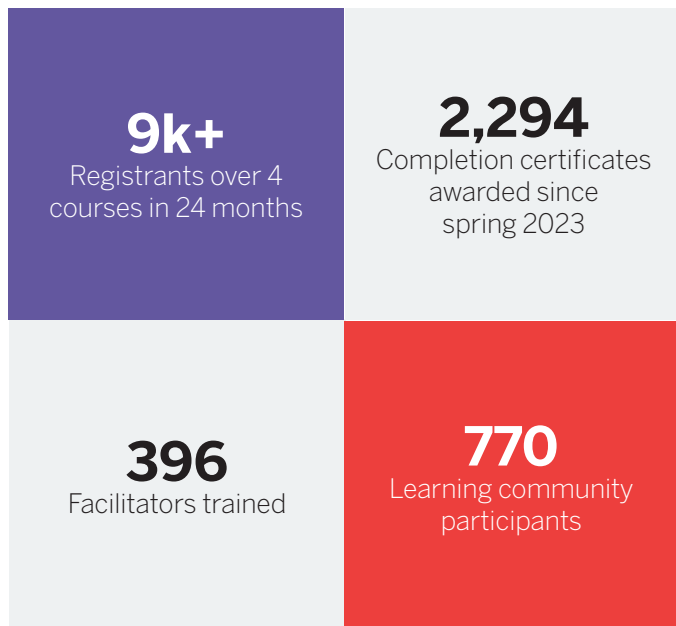 9k+
Registrants over 4
courses in 24 months
2,294
Completion certificates
awarded since
spring 2023
396
Facilitators trained
770
Learning community
participants